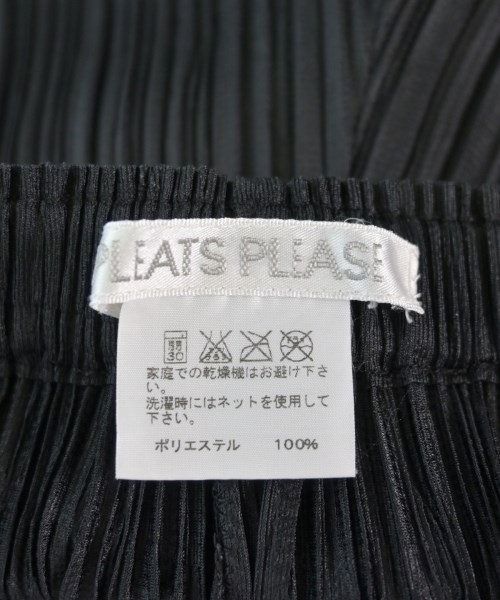 PLEATS PLEASE
30
家庭での乾燥機はお避け下さ
い。
洗濯時にはネットを使用して
下さい。
ポリエステル 100%